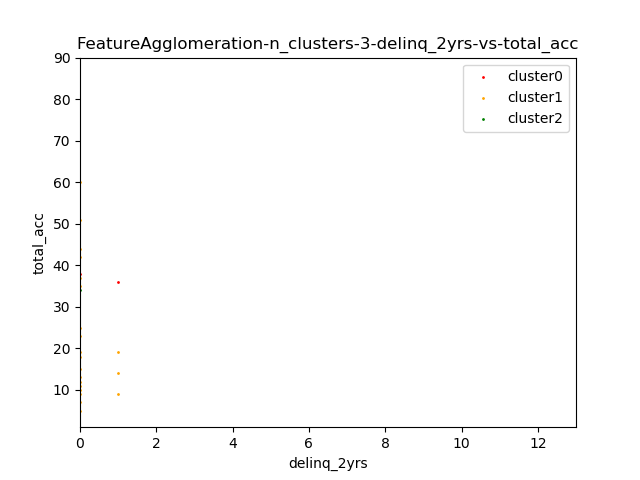 FeatureAgglomeration-n_clusters-3-delinq_2yrs-vs-total_acc
90
80
70
60
50
40
30
20
10
total_acc
cluster0
cluster1
cluster2
0 2 4 6 8 10 12
delinq_2yrs